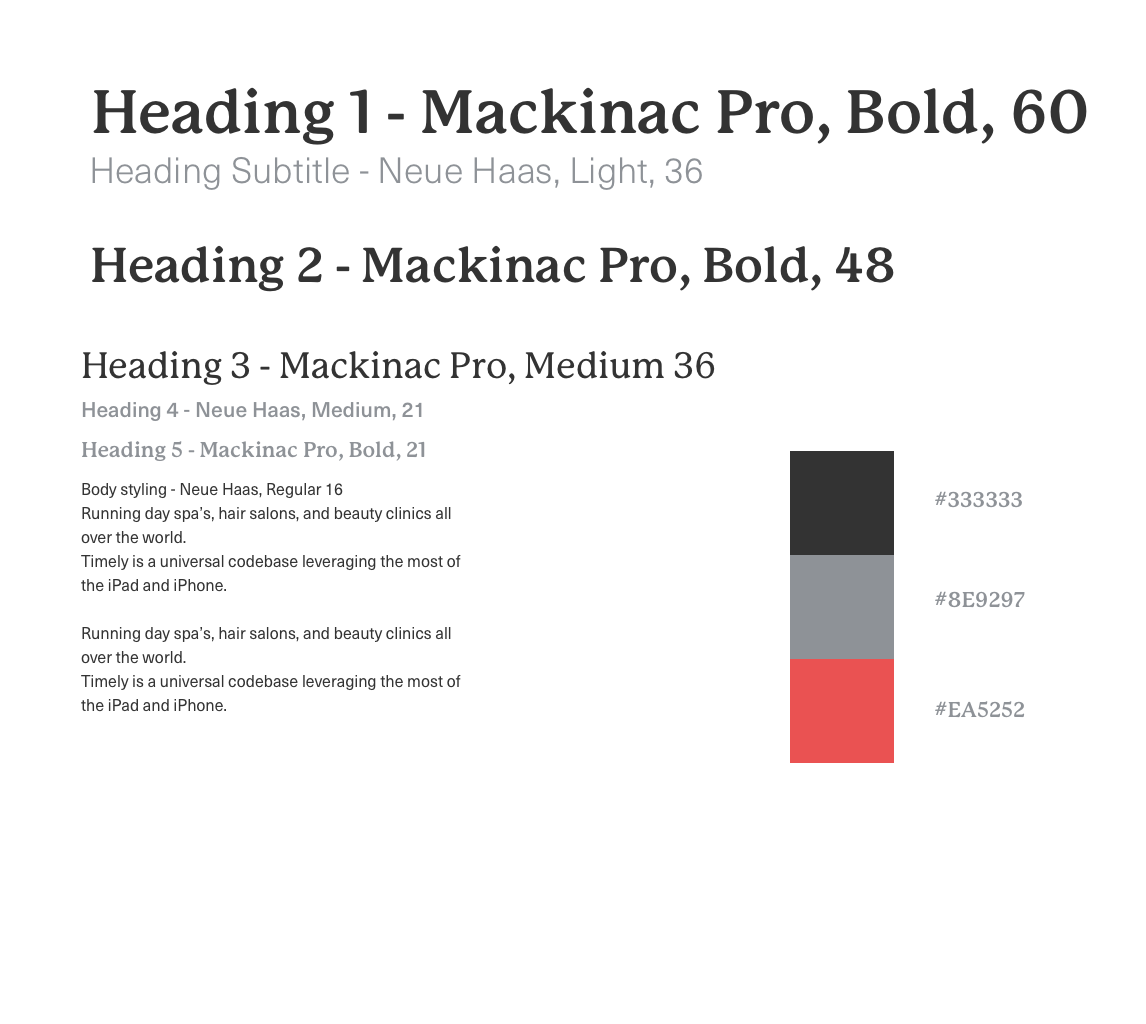 Heading 1 - Mackinac Pro, Bold, 60
Heading Subtitle - Neue Haas, Light, 36
Heading 2 - Mackinac Pro, Bold, 48
Heading 3 - Mackinac Pro, Medium 36
Heading 4 - Neue Haas, Medium, 21
Heading 5 - Mackinac Pro, Bold, 21
Body styling - Neue Haas, Regular 16
Running day spa’s, hair salons, and beauty clinics all
over the world.
Timely is a universal codebase leveraging the most of
the iPad and iPhone.
Running day spa’s, hair salons, and beauty clinics all
over the world.
Timely is a universal codebase leveraging the most of
the iPad and iPhone.
#333333
#8E9297
#EA5252